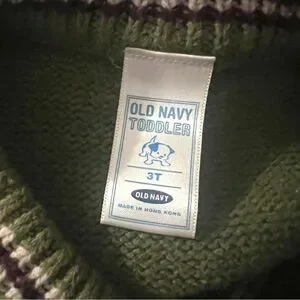 OLD NAVY
TODDLER
3T
OLD NAVY
MADE IN HONG KONG